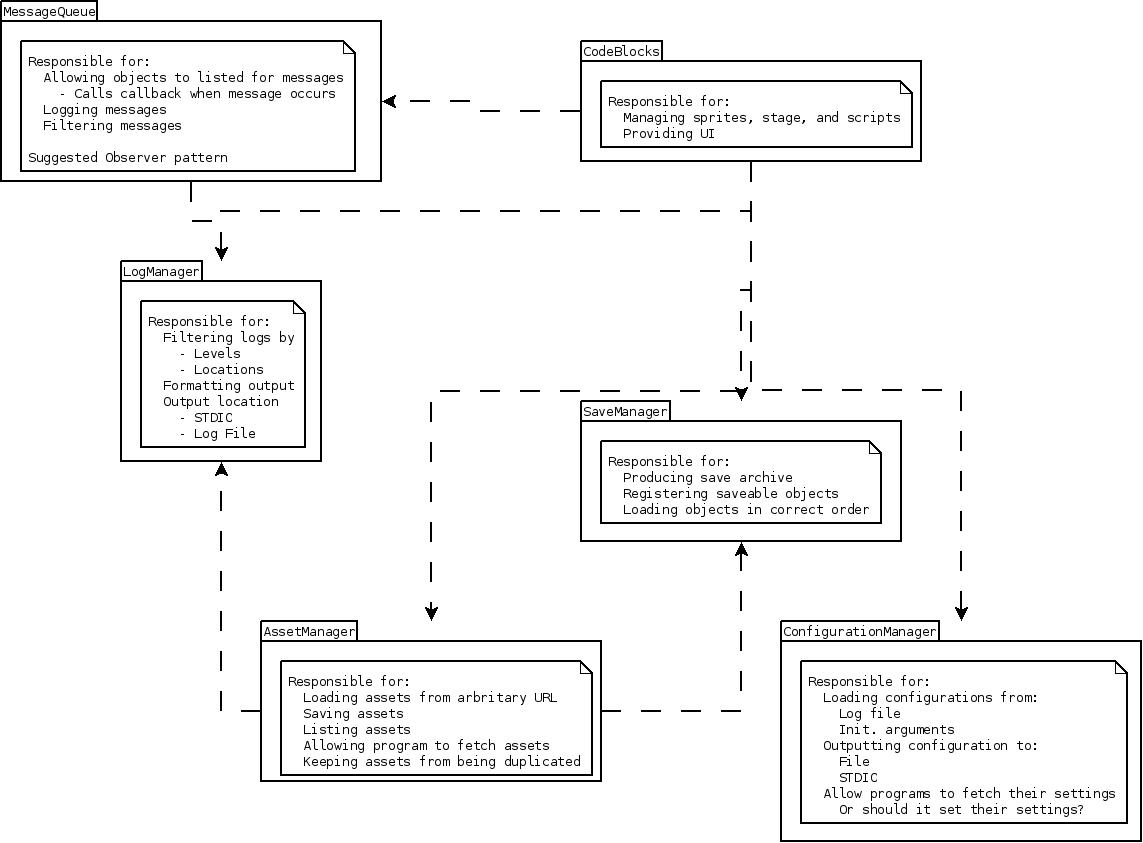 MessageQueue
Responsible for:
Allowing objects to listed for messages
- Calls callback when message occurs
Logging messages
Filtering messages
Suggested Observer pattern
CodeBlocks
Responsible for:
Managing sprites, stage, and scripts
Providing UI
LogManager
Responsible for:
Filtering logs by
- Levels
- Locations
Formatting output
Output location
- STDIC
- Log File
SaveManager
Responsible for:
Producing save archive
Registering saveable objects
Loading objects in correct order
AssetManager
Responsible for:
Loading assets from arbritary URL
Saving assets
Listing assets
Allowing program to fetch assets
Keeping assets from being duplicated
ConfigurationManager
Responsible for:
Loading configurations from:
Log file
Init. arguments
Outputting configuration to:
File
STDIC
Allow programs to fetch their settings
Or should it set their settings?